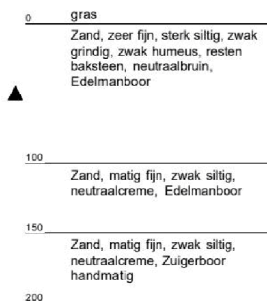 0 gras
Zand, zeer fijn, sterk siltig, zwak
grindig, zwak humeus, resten
baksteen, neutraalbruin,
Edelmanboor
100
Zand, matig fijn, zwak siltig,
neutraalcreme, Edelmanboor
150
Zand, matig fijn, zwak siltig,
neutraalcreme, Zuigerboor
handmatig
200